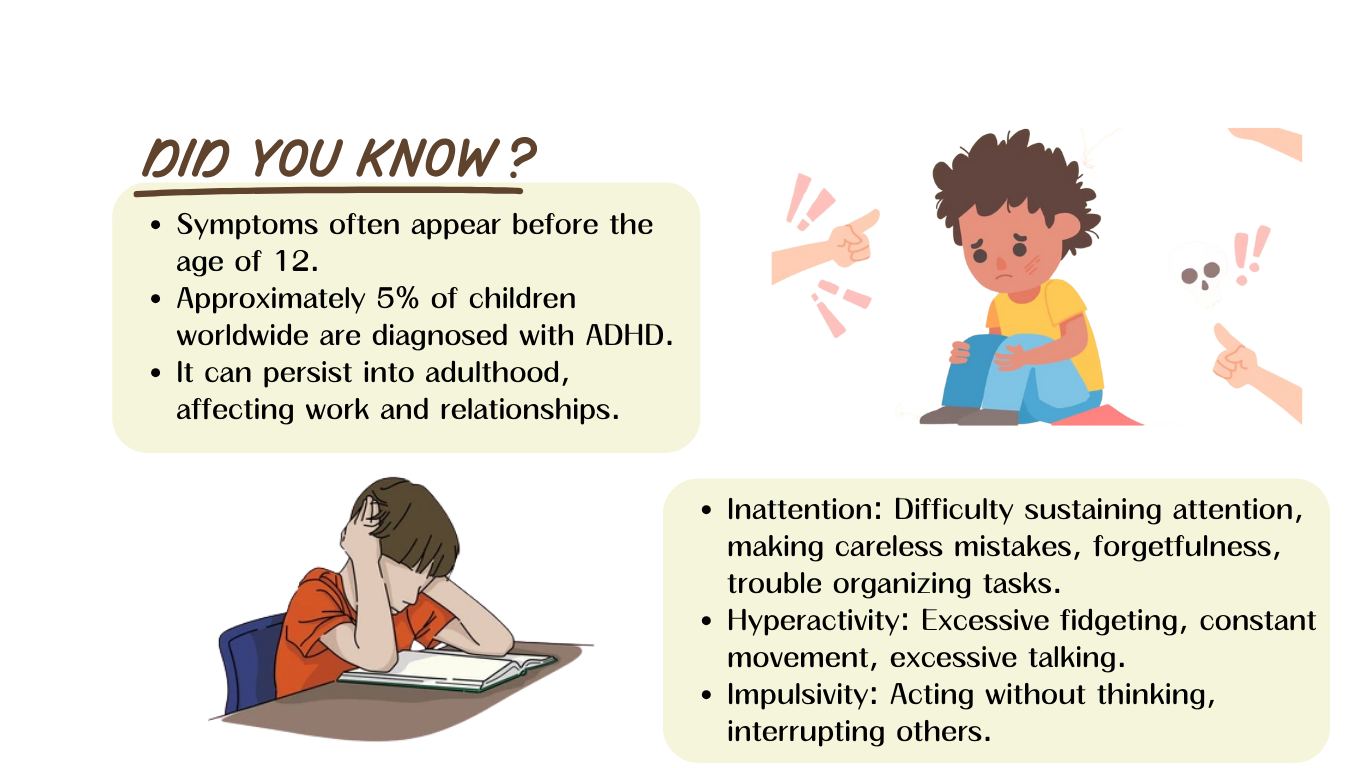 DID YOU KNOW?
• Symptoms often appear before the
age of 12.
• Approximately 5% of children
worldwide are diagnosed with ADHD.
• It can persist into adulthood,
affecting work and relationships.
• Inattention: Difficulty sustaining attention,
making careless mistakes, forgetfulness,
trouble organizing tasks.
• Hyperactivity: Excessive fidgeting, constant
movement, excessive talking.
• Impulsivity: Acting without thinking,
interrupting others.